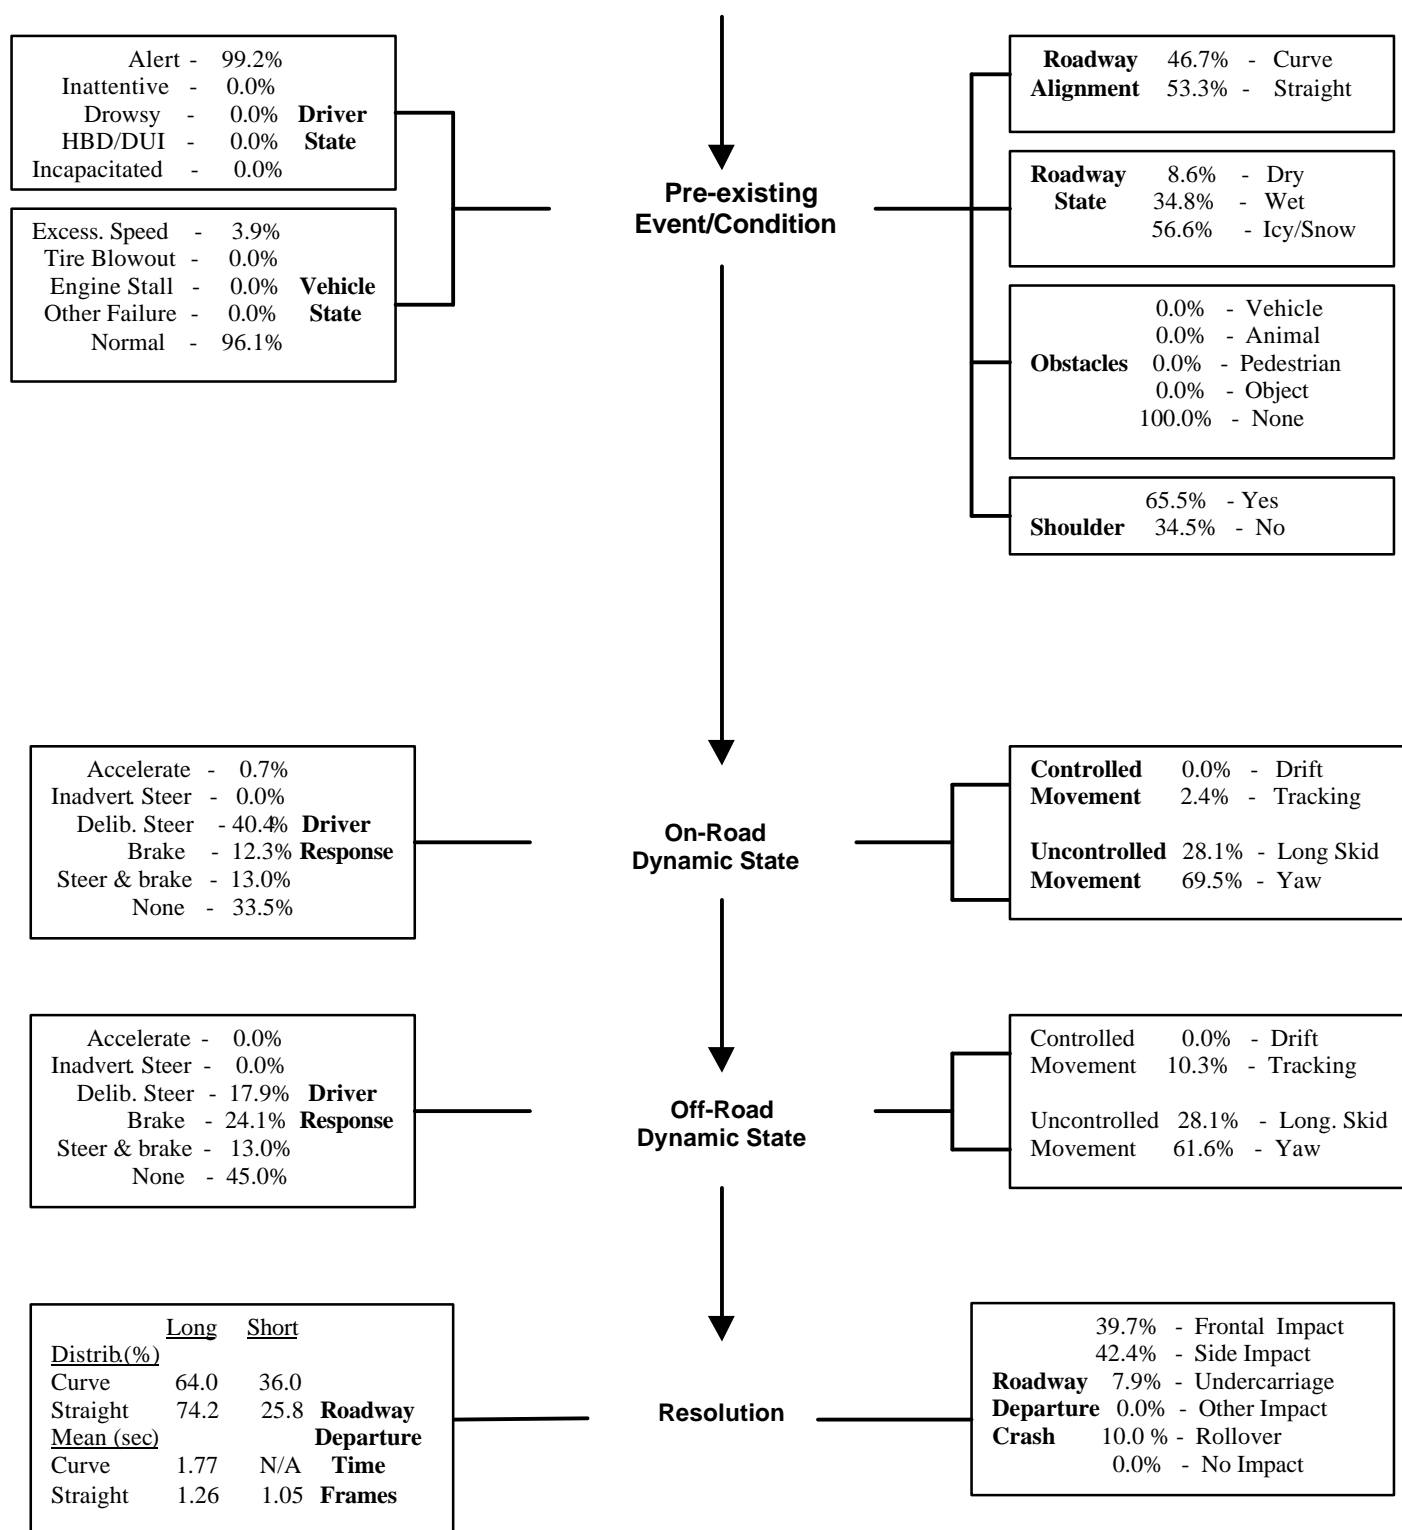 Alert - 99.2%
Inattentive - 0.0%
Drowsy - 0.0% Driver
HBD/DUI - 0.0% State
Incapacitated - 0.0%
Excess. Speed - 3.9%
Tire Blowout - 0.0%
Engine Stall - 0.0% Vehicle
Other Failure - 0.0% State
Normal - 96.1%
Pre-existing
Event/Condition
Roadway 46.7% - Curve
Alignment 53.3% - Straight
Roadway 8.6% - Dry
State 34.8% - Wet
56.6% - Icy/Snow
0.0% - Vehicle
0.0% - Animal
Obstacles 0.0% - Pedestrian
0.0% - Object
100.0% - None
65.5% - Yes
Shoulder 34.5% - No
Accelerate - 0.7%
Inadvert. Steer - 0.0%
Delib. Steer - 40.4% Driver
Brake - 12.3% Response
Steer & brake - 13.0%
None - 33.5%
On-Road
Dynamic State
Controlled 0.0% - Drift
Movement 2.4% - Tracking
Uncontrolled 28.1% - Long Skid
Movement 69.5% - Yaw
Accelerate - 0.0%
Inadvert. Steer - 0.0%
Delib. Steer - 17.9% Driver
Brake - 24.1% Response
Steer & brake - 13.0%
None - 45.0%
Off-Road
Dynamic State
Controlled 0.0% - Drift
Movement 10.3% - Tracking
Uncontrolled 28.1% - Long. Skid
Movement 61.6% - Yaw
Long Short
Distrib.(%)
Curve 64.0 36.0
Straight 74.2 25.8 Roadway
Mean (sec) Departure
Curve 1.77 N/A Time
Straight 1.26 1.05 Frames
Resolution
39.7% - Frontal Impact
42.4% - Side Impact
Roadway 7.9% - Undercarriage
Departure 0.0% - Other Impact
Crash 10.0 % - Rollover
0.0% - No Impact